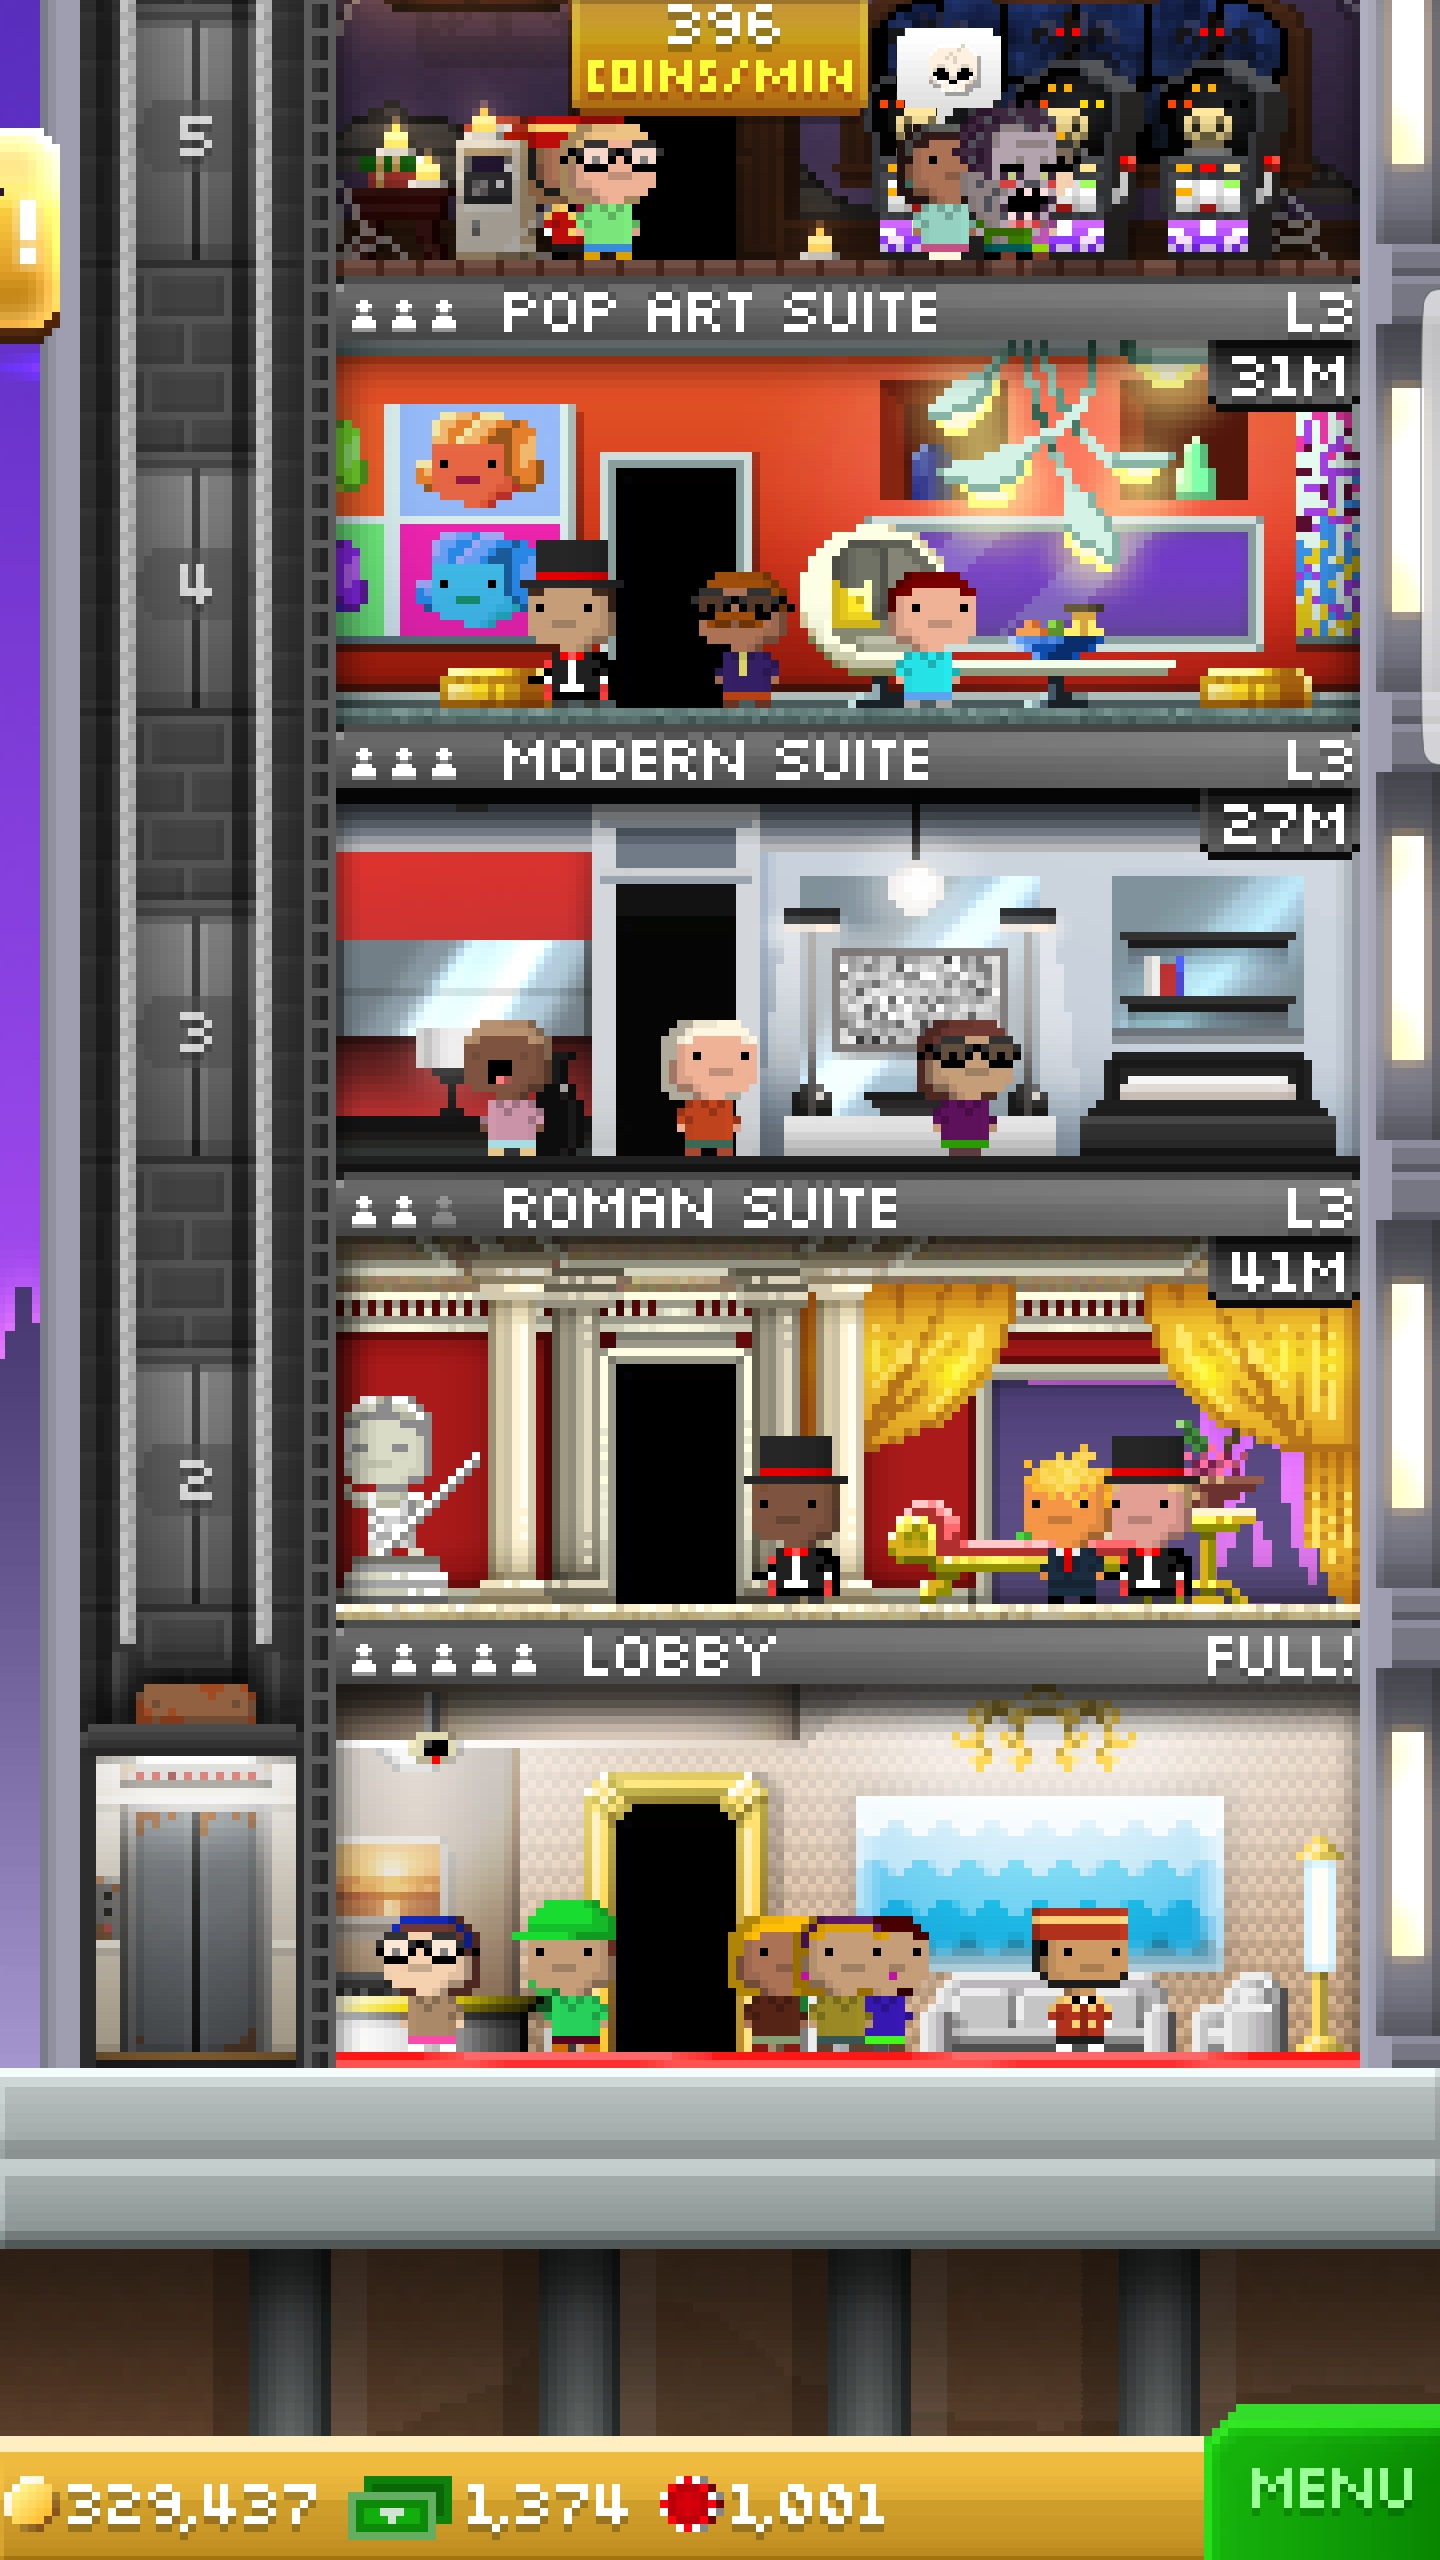 396
COINS/MIN
!
5
POP ART SUITE L3
31M
4
MODERN SUITE L3
27M
3
ROMAN SUITE L3
41M
2
LOBBY FULL!
329,437 1,374 1,001 MENU